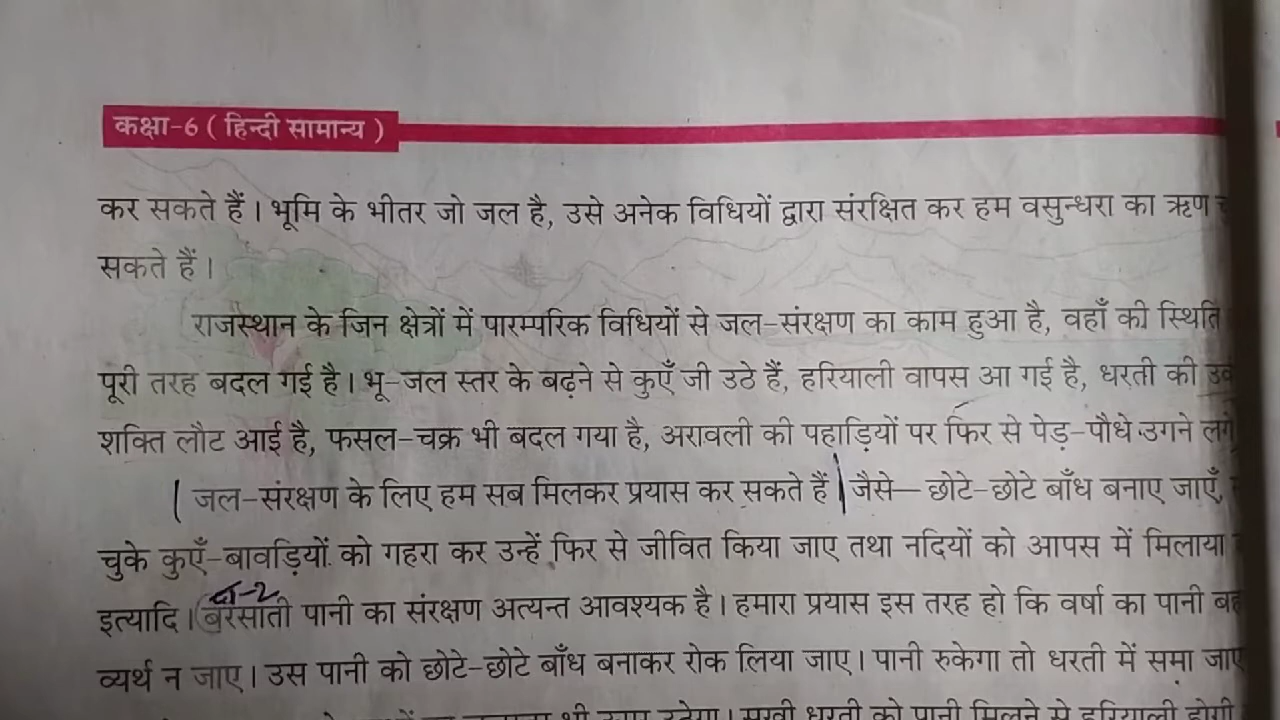 कक्षा-6 ( हिन्दी सामान्य )
कर सकते हैं। भूमि के भीतर जो जल है, उसे अनेक विधियों द्वारा संरक्षित कर हम वसुन्धरा का ऋण
सकते हैं।
राजस्थान के जिन क्षेत्रों में पारम्परिक विधियों से जल-संरक्षण का काम हुआ है, वहाँ की स्थिति
पूरी तरह बदल गई है। भू-जल स्तर के बढ़ने से कुएँ जी उठे हैं, हरियाली वापस आ गई है, धरती की
शक्ति लौट आई है, फसल-चक्र भी बदल गया है, अरावली की पहाड़ियों पर फिर से पेड़-पौधे उगने लगे
जल-संरक्षण के लिए हम सब मिलकर प्रयास कर सकते हैं जैसे— छोटे-छोटे बाँध बनाए जाएँ,
चुके कुएँ-बावड़ियों को गहरा कर उन्हें फिर से जीवित किया जाए तथा नदियों को आपस में मिलाया
इत्यादि। बरसाती पानी का संरक्षण अत्यन्त आवश्यक है। हमारा प्रयास इस तरह हो कि वर्षा का पानी
व्यर्थ न जाए। उस पानी को छोटे-छोटे बाँध बनाकर रोक लिया जाए। पानी रुकेगा तो धरती में समा जाए
भी सूखी धरती को पानी मिलने से हरियाली होगी